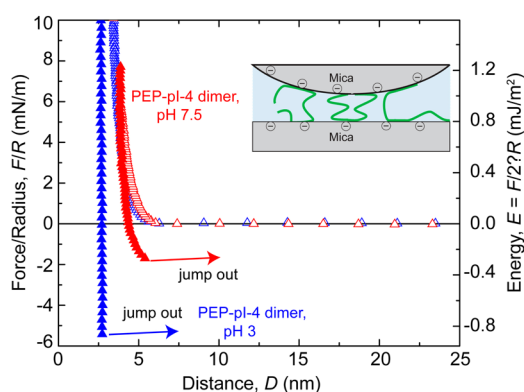 10
8
6
4
2
0
-2
-4
-6
0
5
10
15
20
25
1.2
0.8
0.4
0.0
-0.4
-0.8
Force/Radius, F/R (mN/m)
Energy, E = F/2?R (mJ/m²)
Distance, D (nm)
PEP-pI-4 dimer,
pH 7.5
Mica
Mica
jump out
jump out
PEP-pI-4 dimer,
pH 3